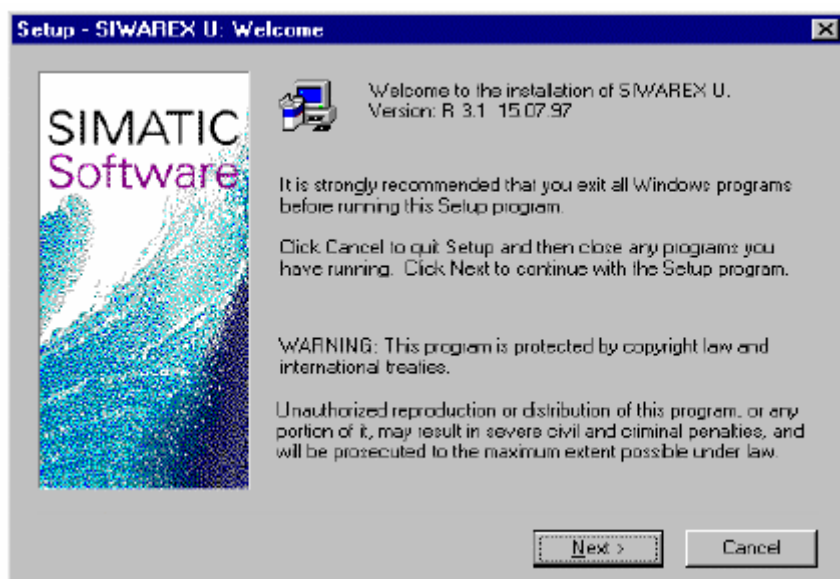 Setup - SIWAREX U: Welcome
SIMATIC
Software
Welcome to the installation of SIWAREX U.
Version: R 3.1 15.07.97
It is strongly recommended that you exit all Windows programs
before running this Setup program.
Click Cancel to quit Setup and then close any programs you
have running. Click Next to continue with the Setup program.
WARNING: This program is protected by copyright law and
international treaties.
Unauthorized reproduction or distribution of this program, or any
portion of it, may result in severe civil and criminal penalties, and
will be prosecuted to the maximum extent possible under law.
Next >
Cancel